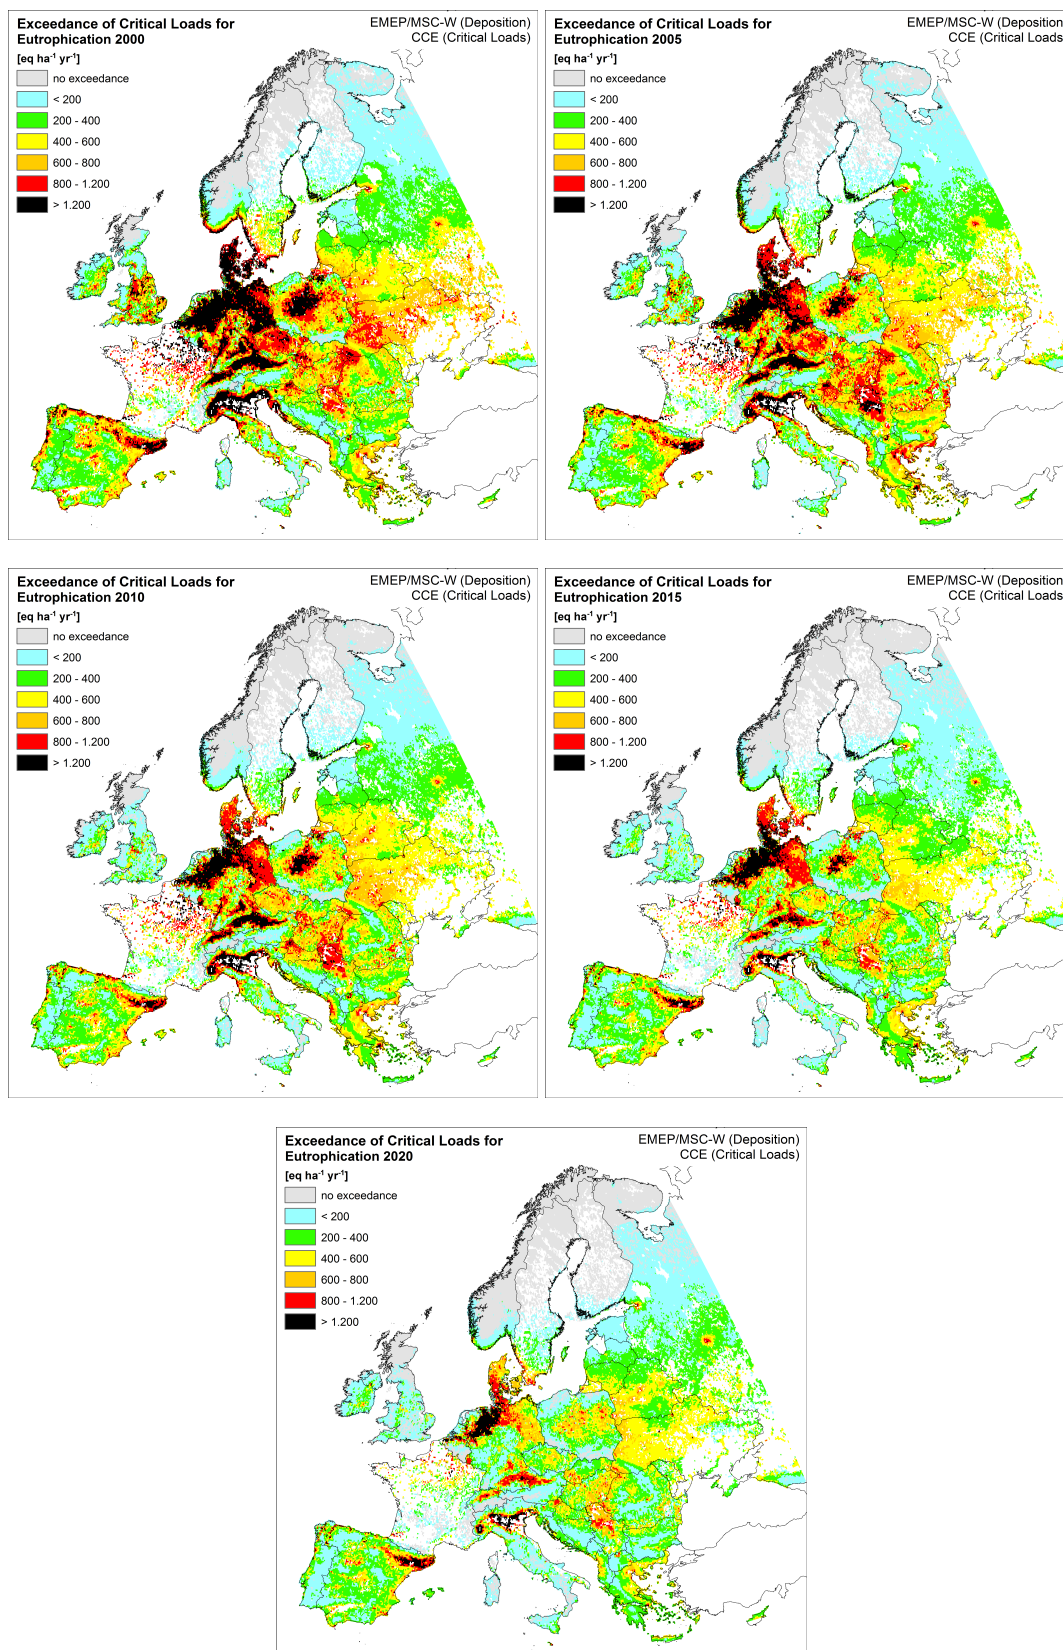 Exceedance of Critical Loads for
Eutrophication 2000
EMEP/MSC-W (Deposition)
CCE (Critical Loads)
[eq ha⁻¹ yr⁻¹]
no exceedance
< 200
200 - 400
400 - 600
600 - 800
800 - 1.200
> 1.200
Exceedance of Critical Loads for
Eutrophication 2005
EMEP/MSC-W (Deposition
CCE (Critical Loads
[eq ha⁻¹ yr⁻¹]
no exceedance
< 200
200 - 400
400 - 600
600 - 800
800 - 1.200
> 1.200
Exceedance of Critical Loads for
Eutrophication 2010
EMEP/MSC-W (Deposition)
CCE (Critical Loads)
[eq ha⁻¹ yr⁻¹]
no exceedance
< 200
200 - 400
400 - 600
600 - 800
800 - 1.200
> 1.200
Exceedance of Critical Loads for
Eutrophication 2015
EMEP/MSC-W (Deposition
CCE (Critical Loads
[eq ha⁻¹ yr⁻¹]
no exceedance
< 200
200 - 400
400 - 600
600 - 800
800 - 1.200
> 1.200
Exceedance of Critical Loads for
Eutrophication 2020
EMEP/MSC-W (Deposition)
CCE (Critical Loads)
[eq ha⁻¹ yr⁻¹]
no exceedance
< 200
200 - 400
400 - 600
600 - 800
800 - 1.200
> 1.200